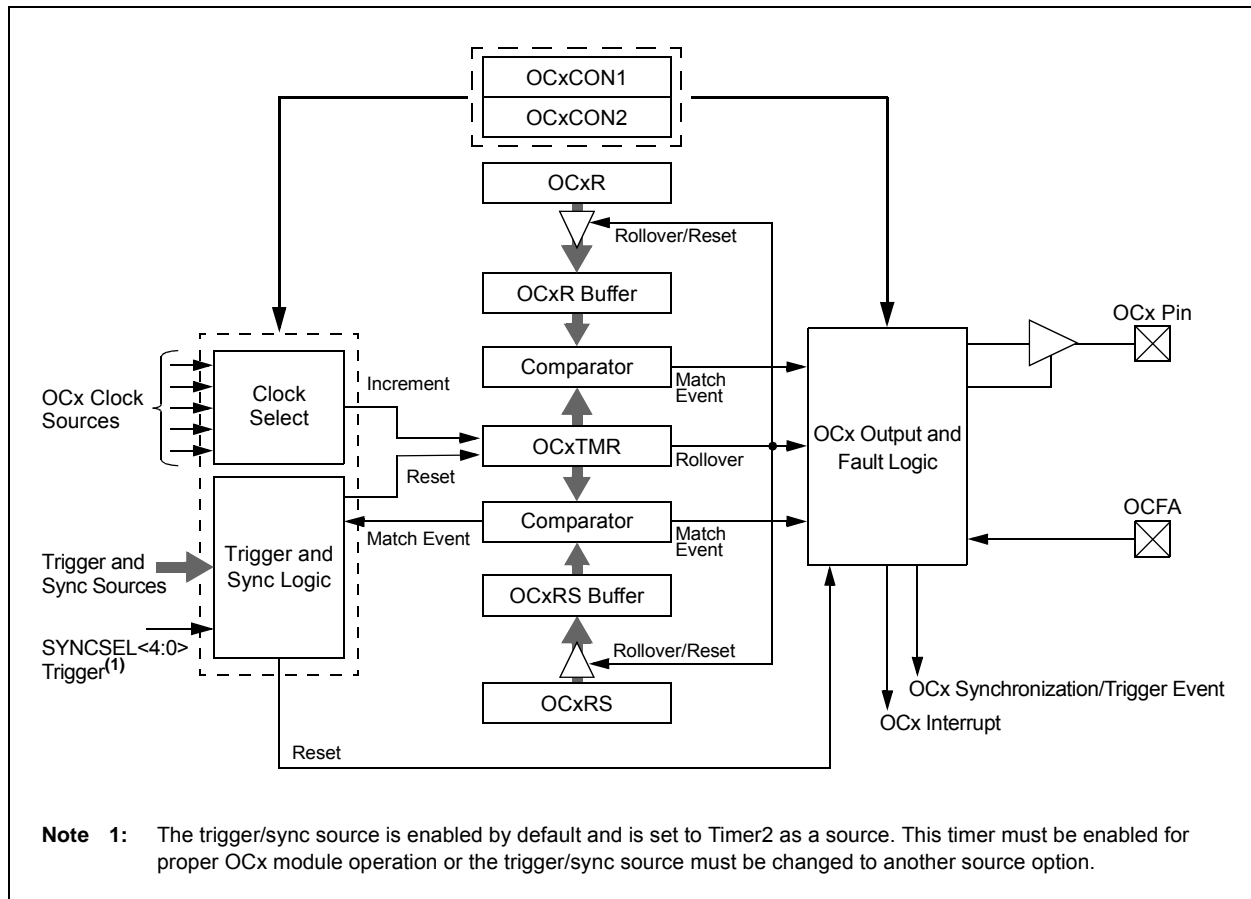 OCxCON1
OCxCON2
OCxR
Rollover/Reset
OCxR Buffer
OCx Pin
Comparator
Match
Event
Increment
OCx Clock
Sources
Clock
Select
OCxTMR
Rollover
OCx Output and
Fault Logic
Reset
Comparator
Match Event
Match
Event
OCFA
Trigger and
Sync Sources
Trigger and
Sync Logic
OCxRS Buffer
SYNCSEL<4:0>
Trigger(1)
Rollover/Reset
OCxRS
OCx Synchronization/Trigger Event
OCx Interrupt
Reset
Note 1: The trigger/sync source is enabled by default and is set to Timer2 as a source. This timer must be enabled for
proper OCx module operation or the trigger/sync source must be changed to another source option.